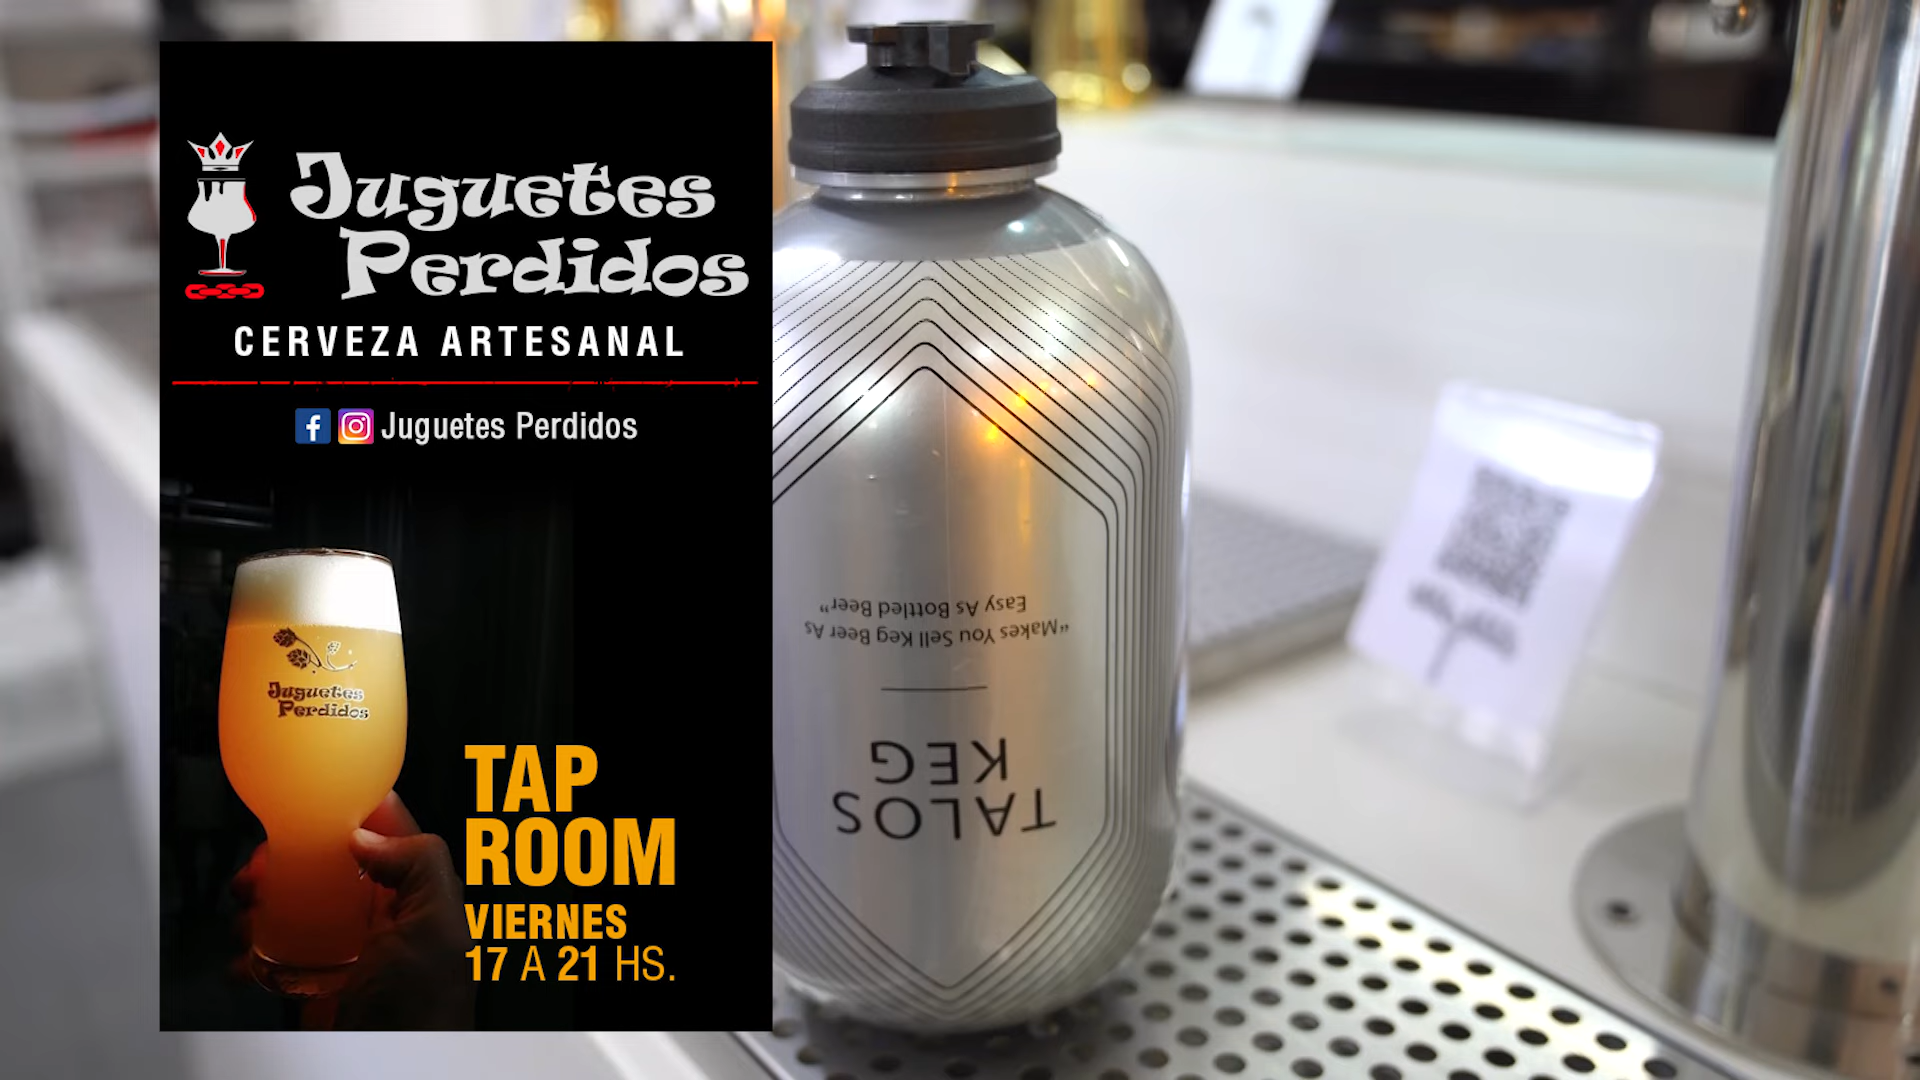 Juguetes
Perdidos
CERVEZA ARTESANAL
Juguetes Perdidos
Juguetes
Perdidos
TAP
ROOM
VIERNES
17 A 21 HS.
TALOS
KEG
"Makes You Sell Keg Beer As
Easy As Bottled Beer"